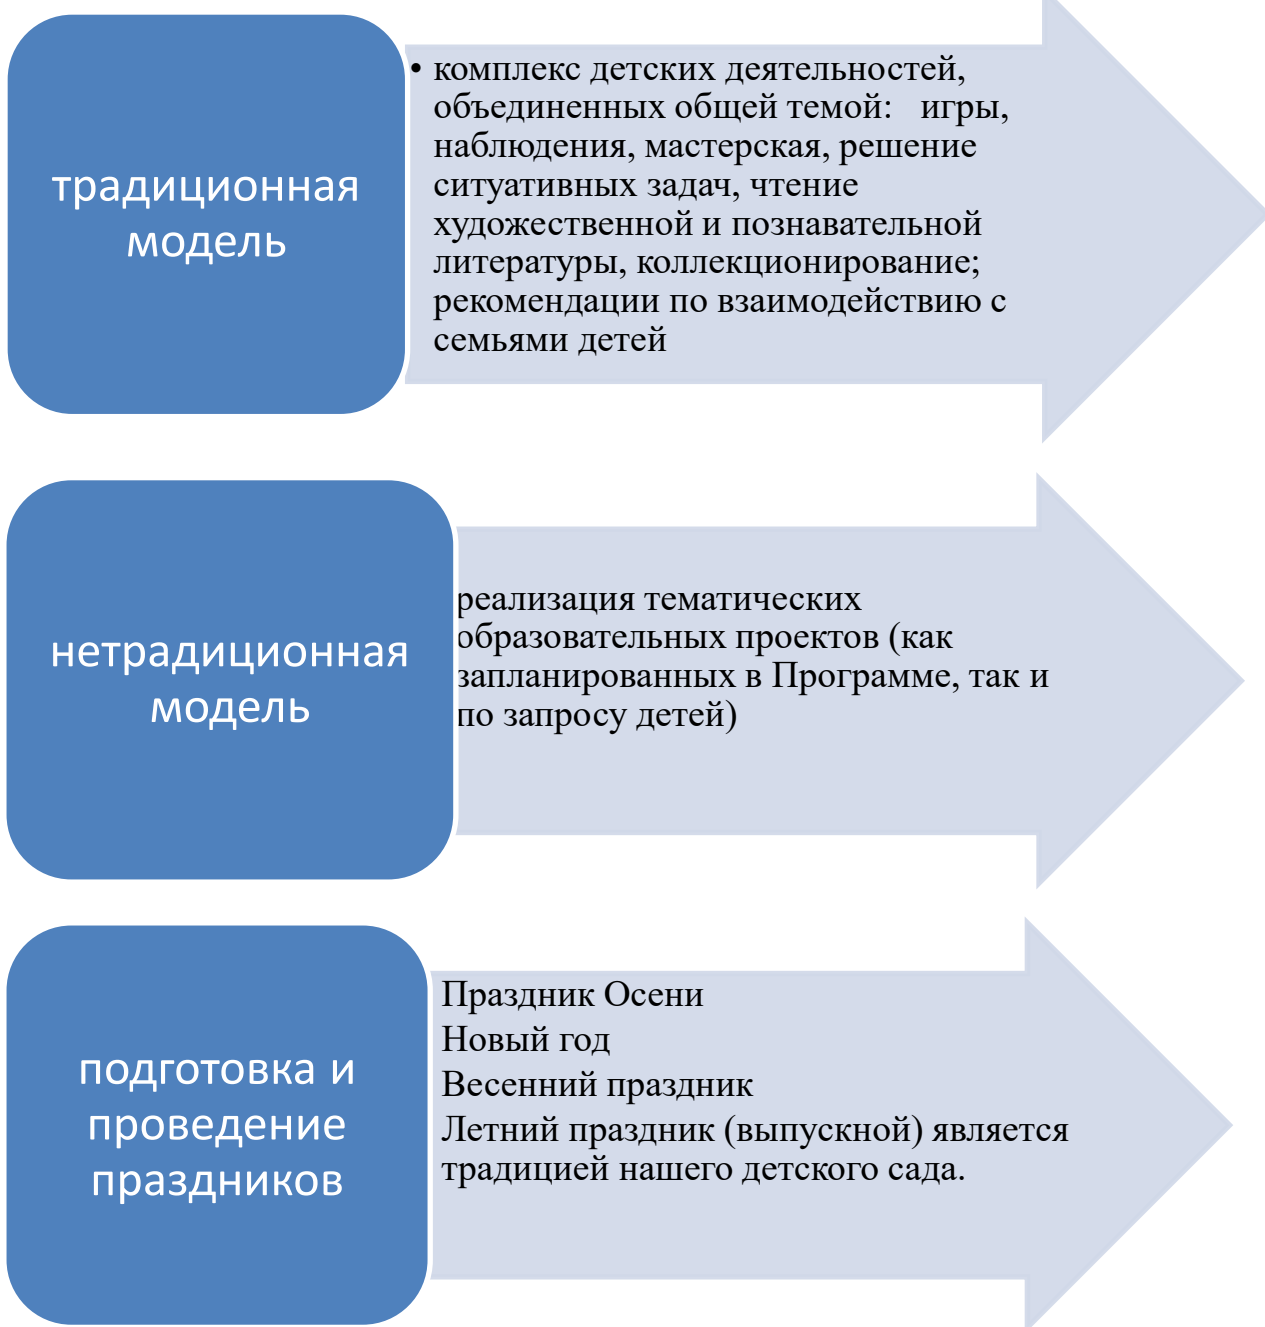 традиционная
модель
• комплекс детских деятельностей,
объединенных общей темой: игры,
наблюдения, мастерская, решение
ситуативных задач, чтение
художественной и познавательной
литературы, коллекционирование;
рекомендации по взаимодействию с
семьями детей
нетрадиционная
модель
реализация тематических
образовательных проектов (как
запланированных в Программе, так и
по запросу детей)
подготовка и
проведение
праздников
Праздник Осени
Новый год
Весенний праздник
Летний праздник (выпускной) является
традицией нашего детского сада.